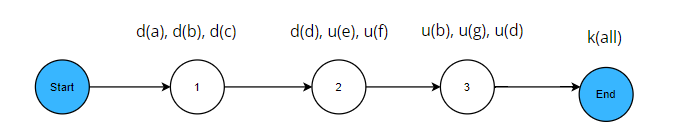 d(a), d(b), d(c)
d(d), u(e), u(f)
u(b), u(g), u(d)
k(all)
Start
1
2
3
End